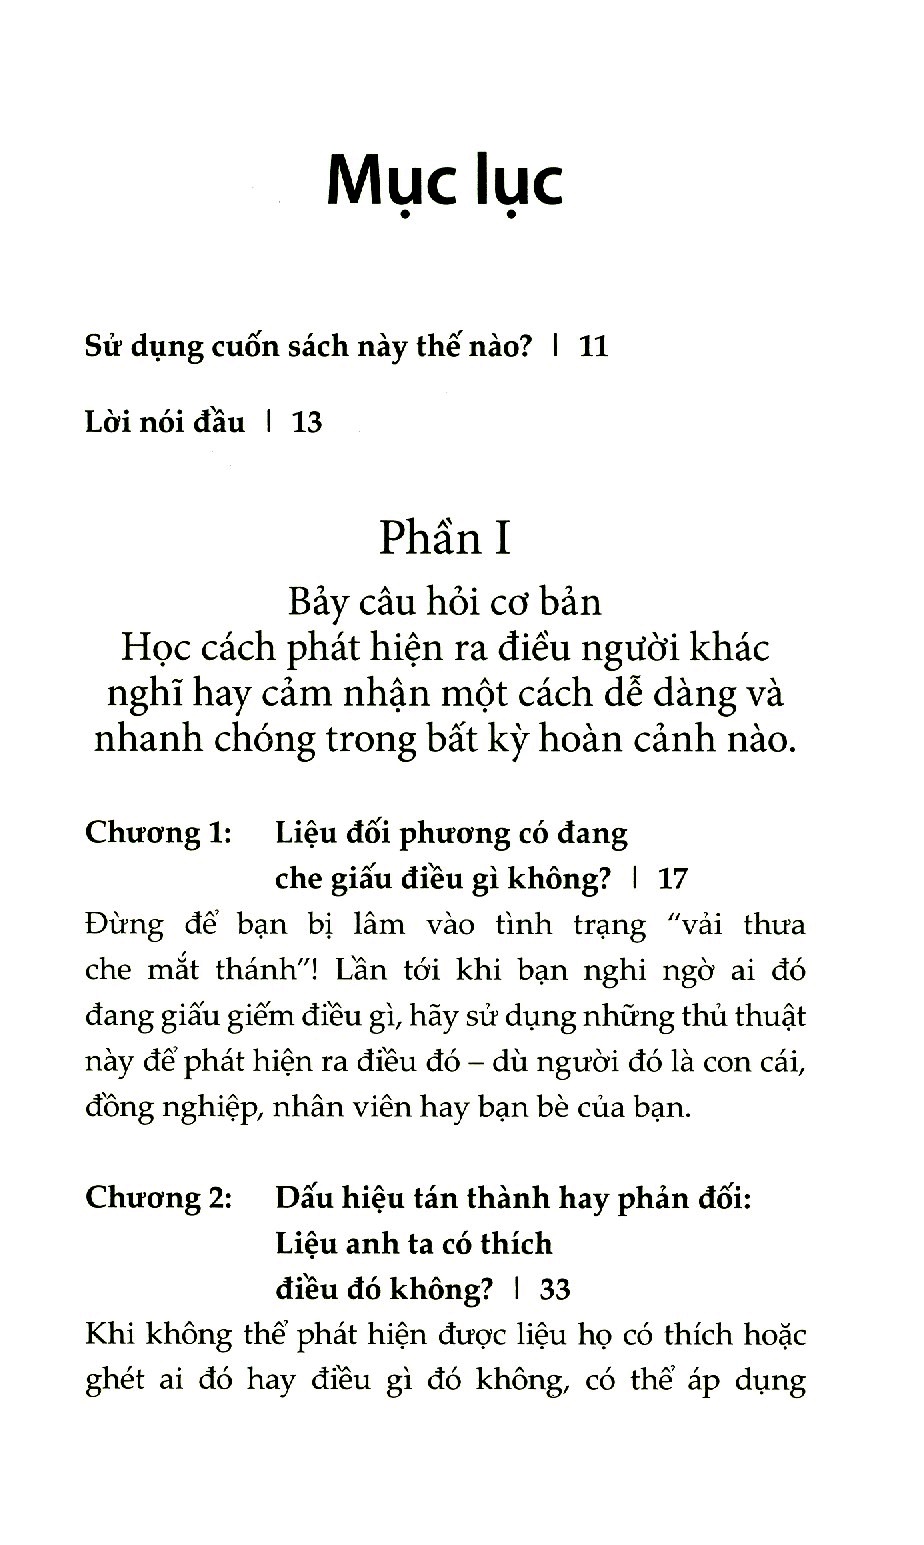 Mục lục
Sử dụng cuốn sách này thế nào? | 11
Lời nói đầu | 13
Phần I
Bảy câu hỏi cơ bản
Học cách phát hiện ra điều người khác
nghĩ hay cảm nhận một cách dễ dàng và
nhanh chóng trong bất kỳ hoàn cảnh nào.
Chương 1: Liệu đối phương có đang
che giấu điều gì không? | 17
Đừng để bạn bị lâm vào tình trạng "vải thưa
che mắt thánh"! Lần tới khi bạn nghi ngờ ai đó
đang giấu giếm điều gì, hãy sử dụng những thủ thuật
này để phát hiện ra điều đó – dù người đó là con cái,
đồng nghiệp, nhân viên hay bạn bè của bạn.
Chương 2: Dấu hiệu tán thành hay phản đối:
Liệu anh ta có thích
điều đó không? | 33
Khi không thể phát hiện được liệu họ có thích hoặc
ghét ai đó hay điều gì đó không, có thể áp dụng